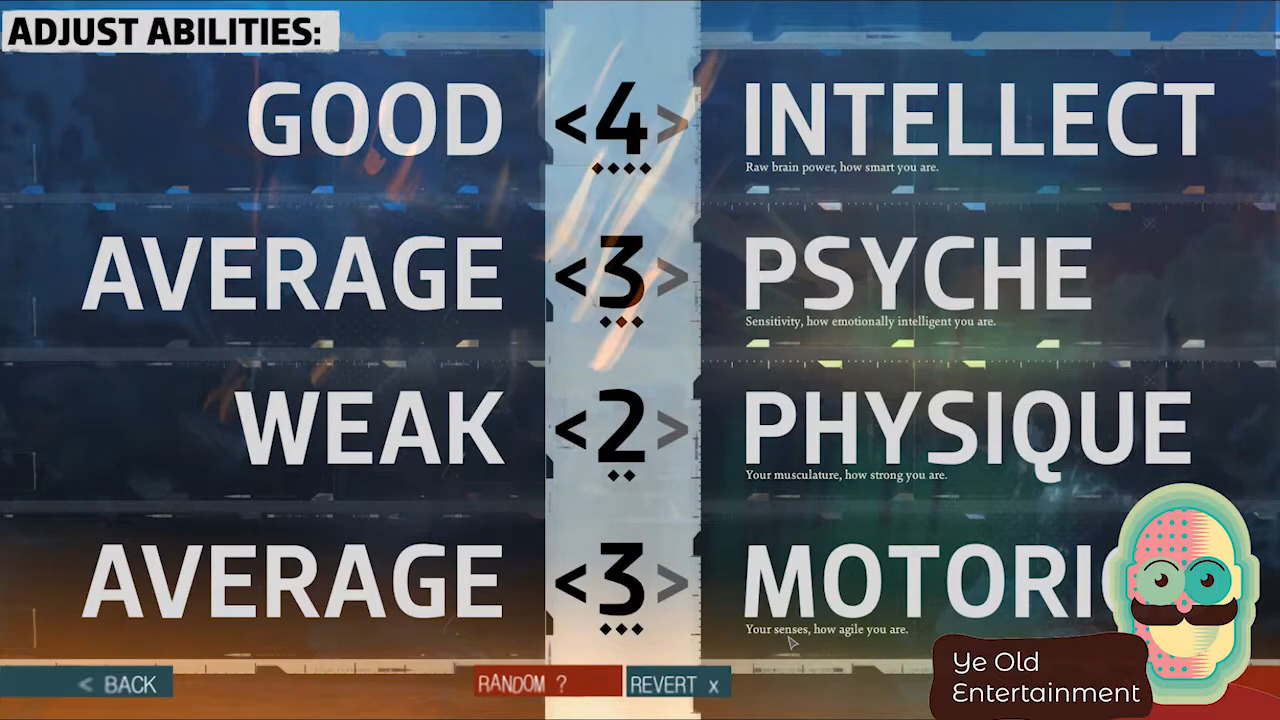 ADJUST ABILITIES:
GOOD <4> INTELLECT
Raw brain power, how smart you are.
AVERAGE <3> PSYCHE
Sensitivity, how emotionally intelligent you are.
WEAK <2> PHYSIQUE
Your musculature, how strong you are.
AVERAGE <3> MOTORI
Your senses, how agile you are.
< BACK RANDOM ? REVERT x
Ye Old
Entertainment